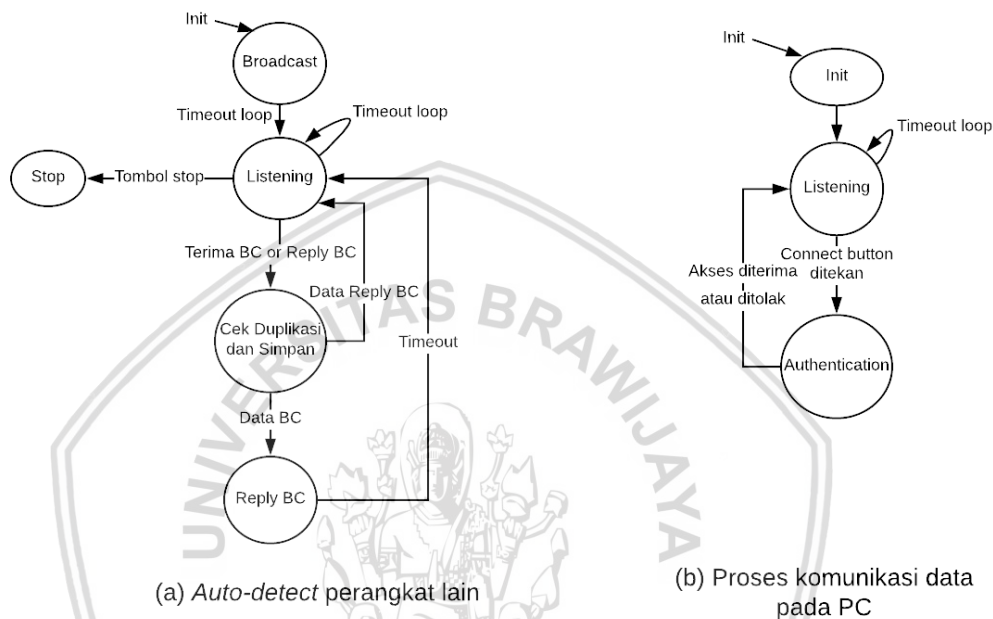 Init
Broadcast
Timeout loop
Timeout loop
Stop
Tombol stop
Listening
Terima BC or Reply BC
Data Reply BC
Cek Duplikasi
dan Simpan
Timeout
Data BC
Reply BC
(a) Auto-detect perangkat lain
Init
Init
Timeout loop
Listening
Connect button
ditekan
Akses diterima
atau ditolak
Authentication
(b) Proses komunikasi data
pada PC
UNIVERSITAS BRAWIJAYA